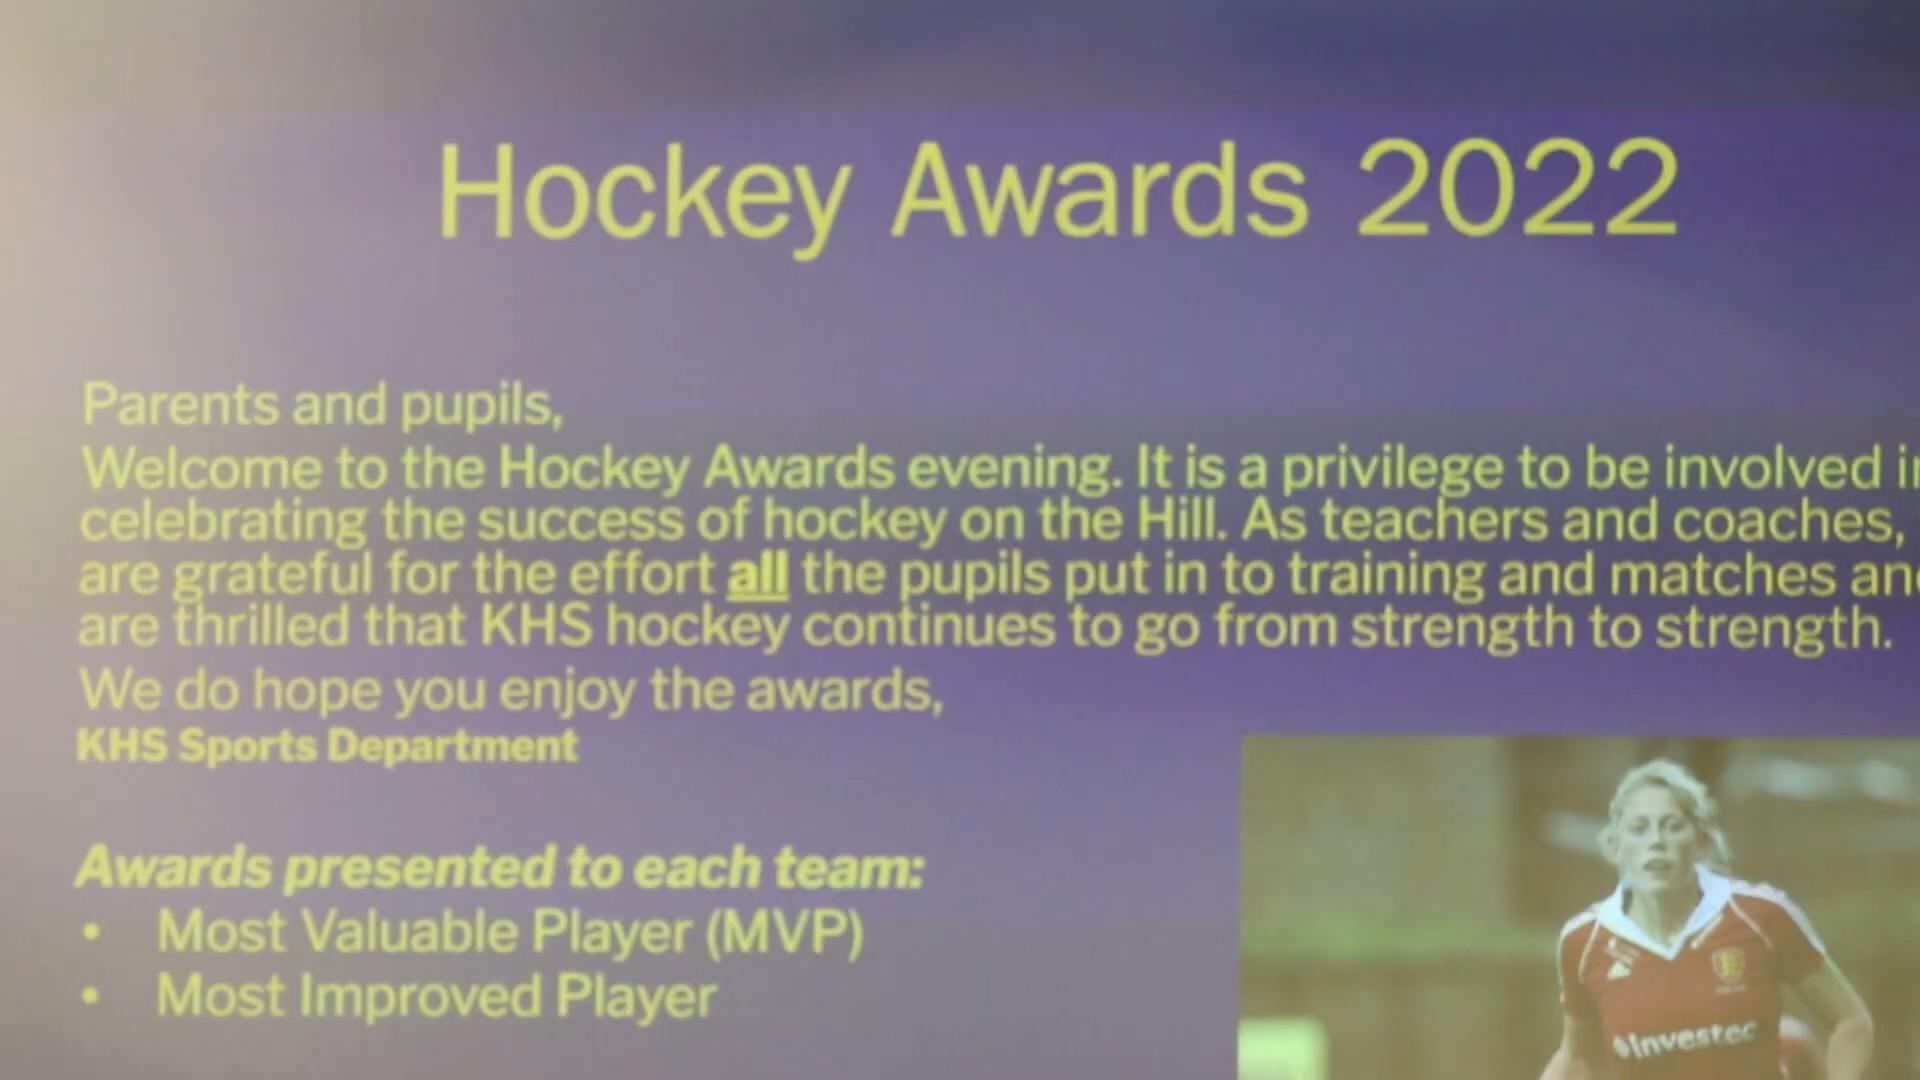 Hockey Awards 2022
Parents and pupils,
Welcome to the Hockey Awards evening. It is a privilege to be involved
celebrating the success of hockey on the Hill. As teachers and coaches,
are grateful for the effort all the pupils put in to training and matches
are thrilled that KHS hockey continues to go from strength to strength.
We do hope you enjoy the awards,
KHS Sports Department
Awards presented to each team:
• Most Valuable Player (MVP)
• Most Improved Player
Investec